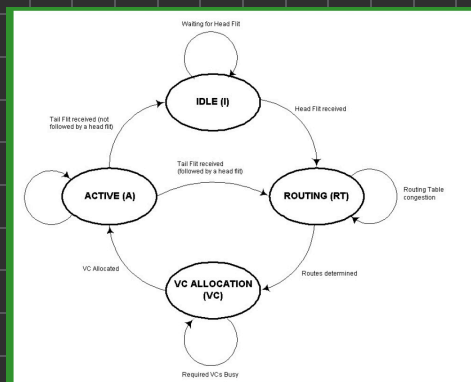 Waiting for Head Flit
IDLE (I)
Tail Flit received (not
followed by a head flit)
Head Flit received
Tail Flit received
(followed by a head flit)
ACTIVE (A)
ROUTING (RT)
Routing Table
congestion
VC Allocated
VC ALLOCATION
(VC)
Routes determined
Required VCs Busy